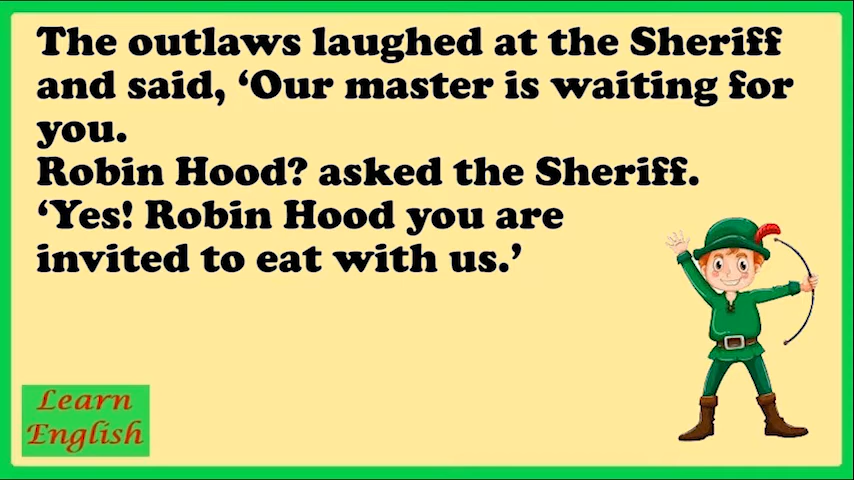 The outlaws laughed at the Sheriff
and said, ‘Our master is waiting for
you.
Robin Hood? asked the Sheriff.
‘Yes! Robin Hood you are
invited to eat with us.’
Learn
English